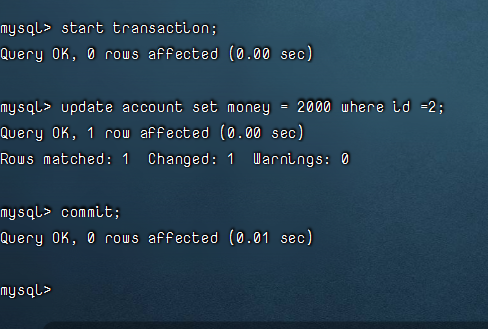 mysql> start transaction;
Query OK, 0 rows affected (0.00 sec)
mysql> update account set money = 2000 where id =2;
Query OK, 1 row affected (0.00 sec)
Rows matched: 1  Changed: 1  Warnings: 0
mysql> commit;
Query OK, 0 rows affected (0.01 sec)
mysql>